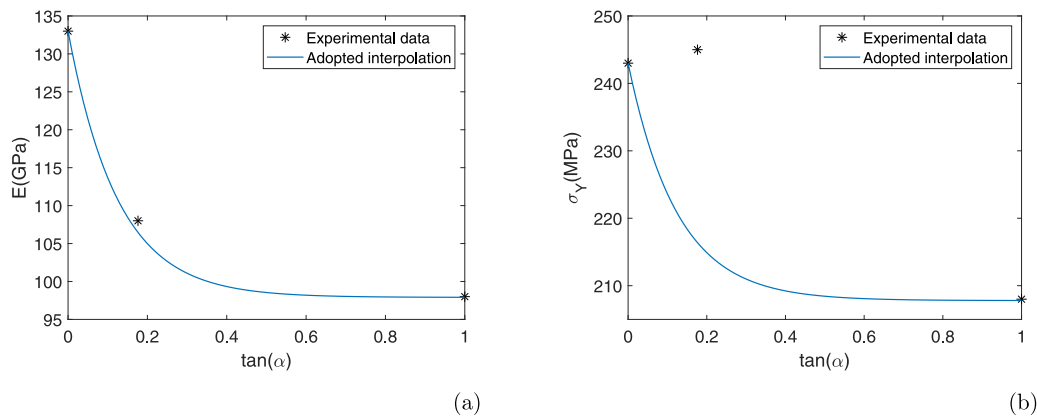 135
130
125
120
115
110
105
100
95
E(GPa)
0
0.2
0.4
0.6
0.8
1
tan(α)
Experimental data
Adopted interpolation
(a)
250
240
230
220
210
σY(MPa)
0
0.2
0.4
0.6
0.8
1
tan(α)
Experimental data
Adopted interpolation
(b)